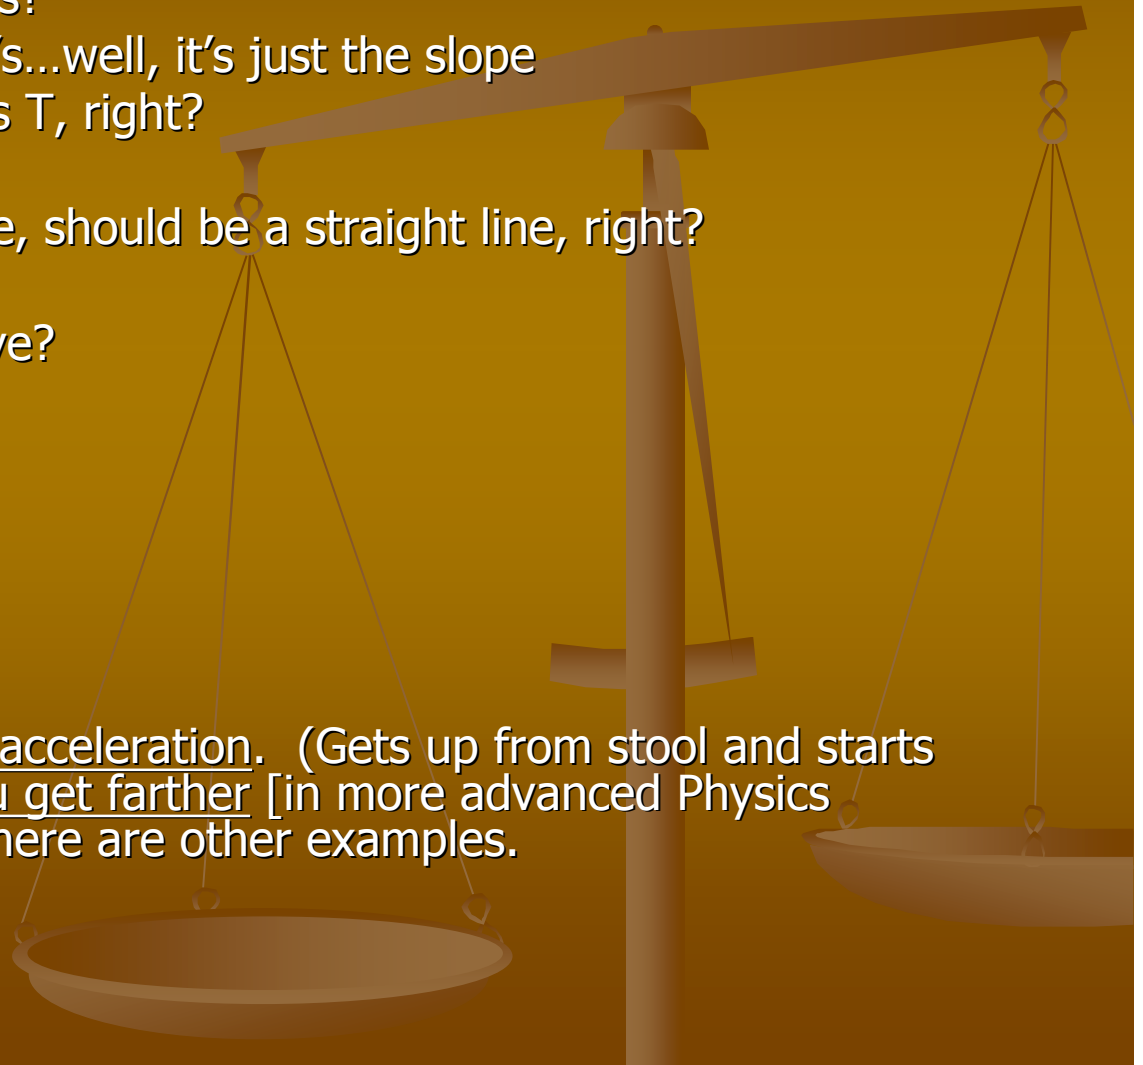 s?
's…well, it's just the slope
s T, right?
e, should be a straight line, right?
ve?
acceleration. (Gets up from stool and starts
u get farther [in more advanced Physics
here are other examples.